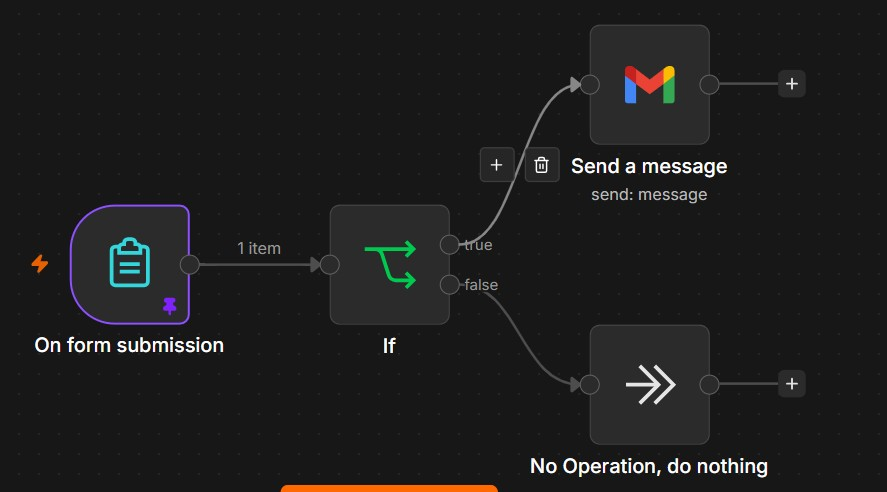 Send a message
send: message
1 item
true
false
On form submission
If
No Operation, do nothing